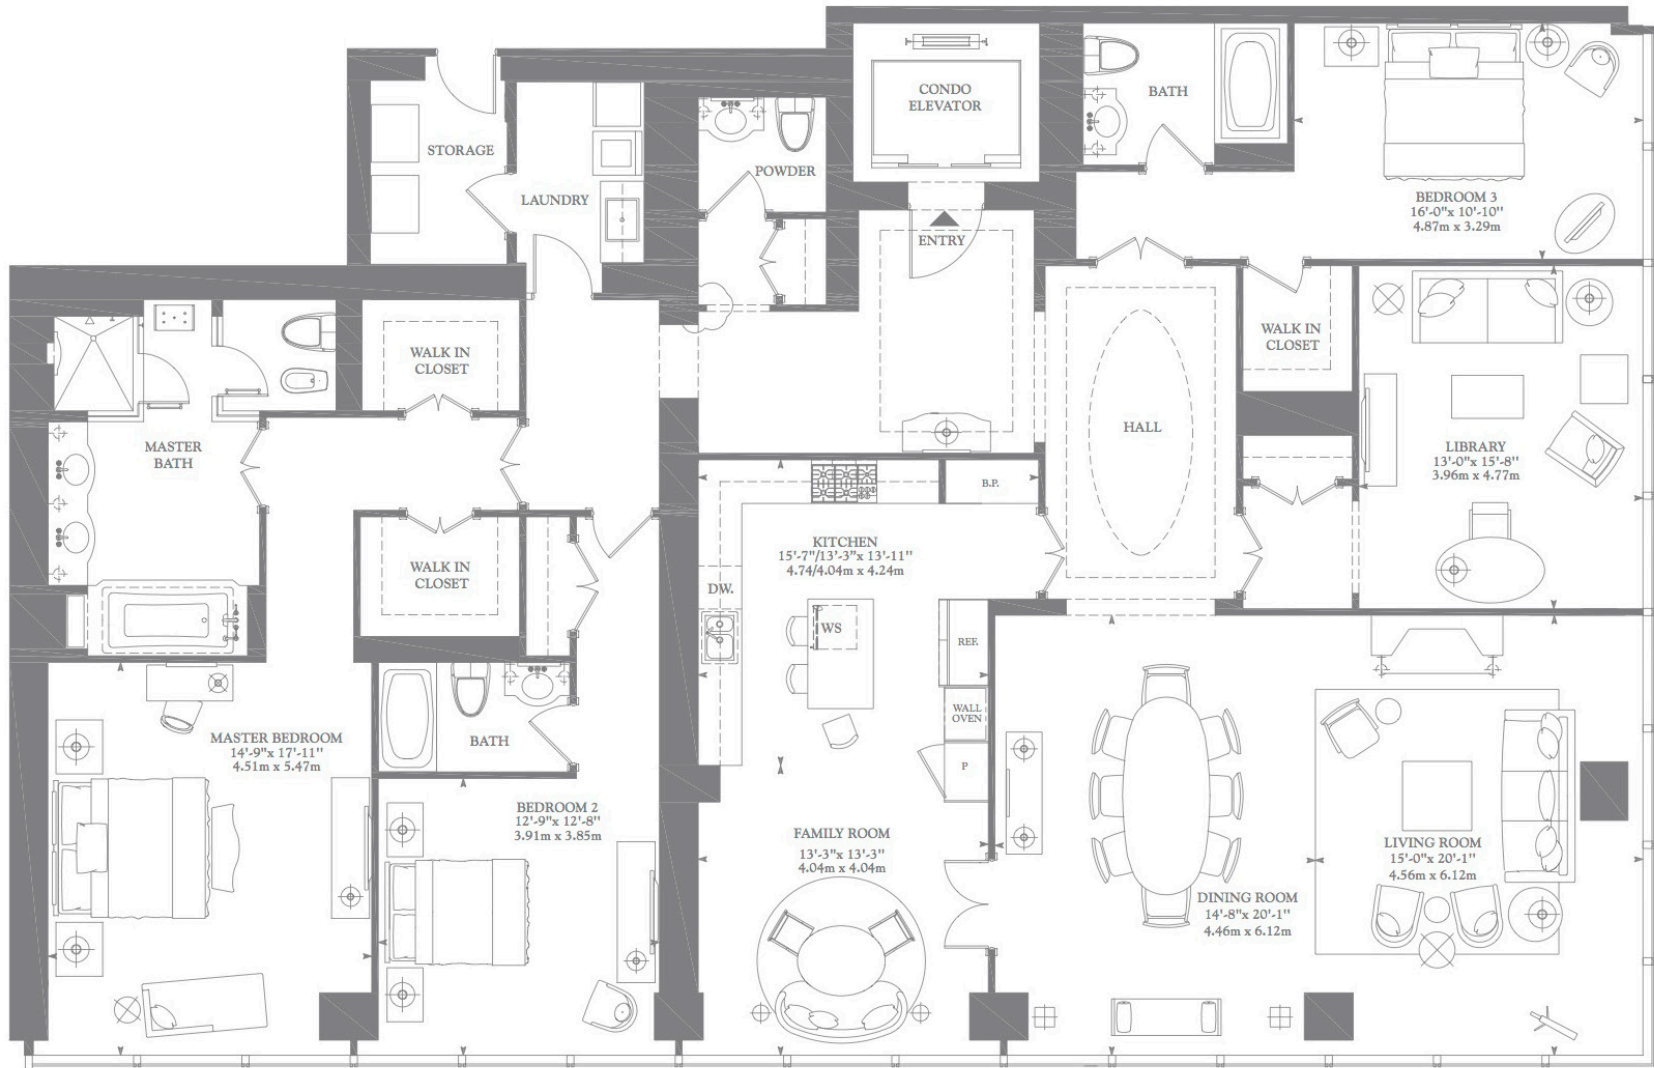 CONDO
ELEVATOR
BATH
STORAGE
POWDER
LAUNDRY
BEDROOM 3
16'-0"x 10'-10"
4.87m x 3.29m
ENTRY
WALK IN
CLOSET
WALK IN
CLOSET
HALL
MASTER
BATH
LIBRARY
13'-0"x 15'-8"
3.96m x 4.77m
B.P.
KITCHEN
15'-7"/13'-3"x 13'-11"
4.74/4.04m x 4.24m
WALK IN
CLOSET
DW.
WS
REF.
WALL
OVEN
MASTER BEDROOM
14'-9"x 17'-11"
4.51m x 5.47m
BATH
P
BEDROOM 2
12'-9"x 12'-8"
3.91m x 3.85m
FAMILY ROOM
13'-3"x 13'-3"
4.04m x 4.04m
LIVING ROOM
15'-0"x 20'-1"
4.56m x 6.12m
DINING ROOM
14'-8"x 20'-1"
4.46m x 6.12m